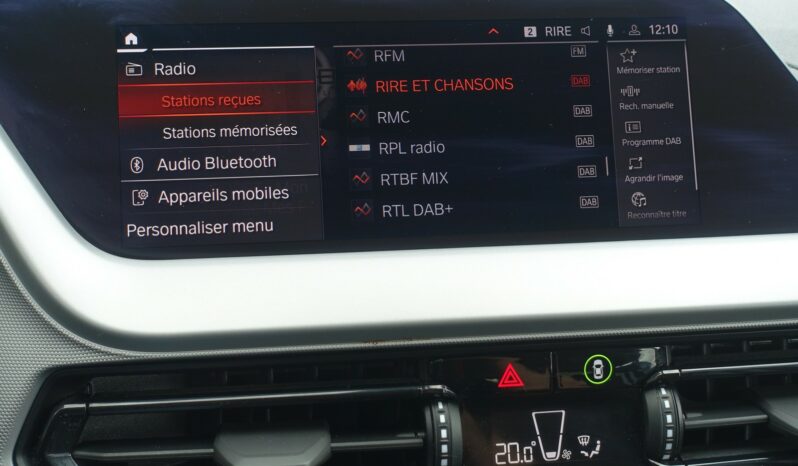 2 RIRE 12:10
Radio
Stations reçues
Stations mémorisées
Audio Bluetooth
Appareils mobiles
Personnaliser menu
RFM FM
RIRE ET CHANSONS DAB
RMC DAB
RPL radio DAB
RTBF MIX DAB
RTL DAB+ DAB
Mémoriser station
Rech. manuelle
Programme DAB
Agrandir l'image
Reconnaître titre
20.0°